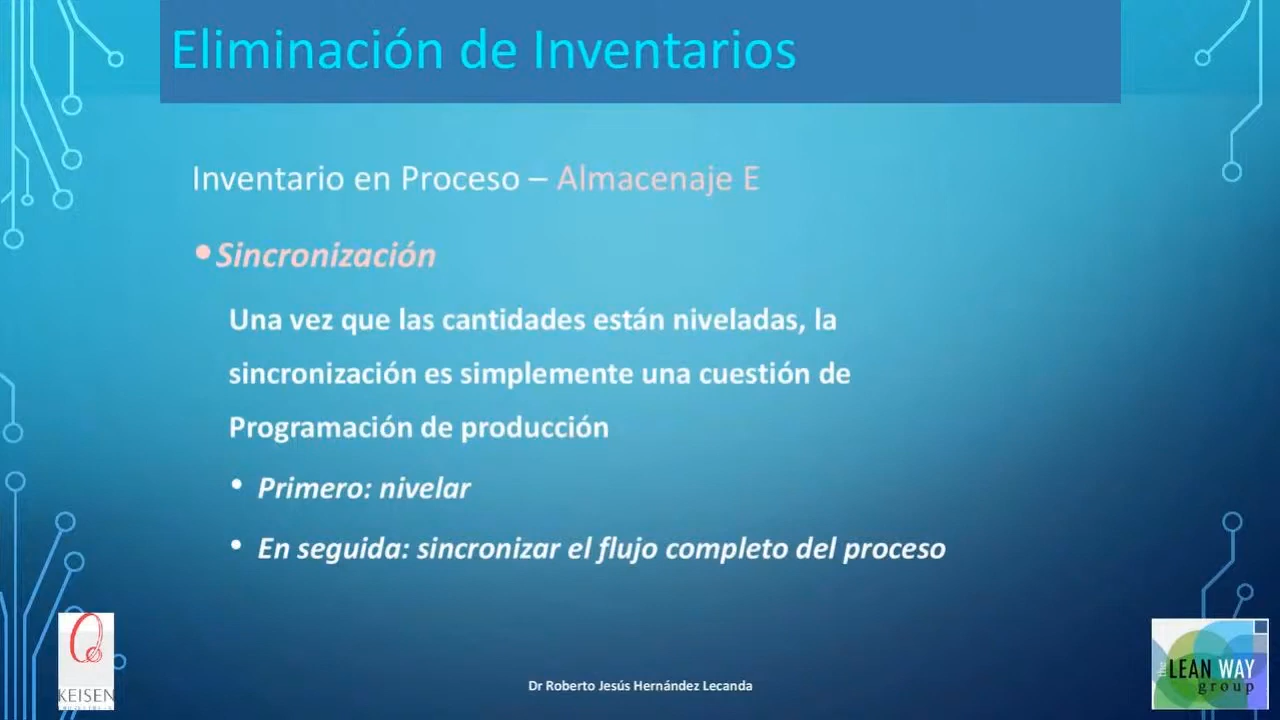 Eliminación de Inventarios
Inventario en Proceso – Almacenaje E
•Sincronización
Una vez que las cantidades están niveladas, la
sincronización es simplemente una cuestión de
Programación de producción
• Primero: nivelar
• En seguida: sincronizar el flujo completo del proceso
KEISEN
Dr Roberto Jesús Hernández Lecanda
the LEAN WAY
group